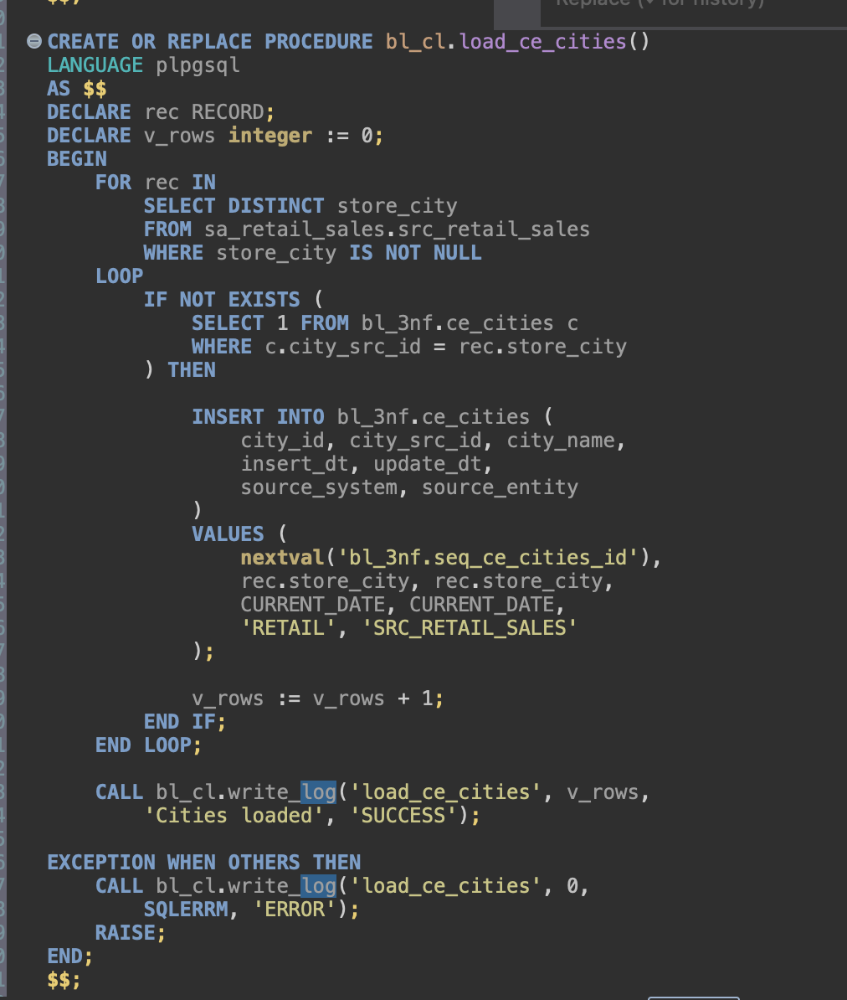 $$;
Replace (⌄ for history)
CREATE OR REPLACE PROCEDURE bl_cl.load_ce_cities()
LANGUAGE plpgsql
AS $$
DECLARE rec RECORD;
DECLARE v_rows integer := 0;
BEGIN
    FOR rec IN
        SELECT DISTINCT store_city
        FROM sa_retail_sales.src_retail_sales
        WHERE store_city IS NOT NULL
    LOOP
        IF NOT EXISTS (
            SELECT 1 FROM bl_3nf.ce_cities c
            WHERE c.city_src_id = rec.store_city
        ) THEN
            INSERT INTO bl_3nf.ce_cities (
                city_id, city_src_id, city_name,
                insert_dt, update_dt,
                source_system, source_entity
            )
            VALUES (
                nextval('bl_3nf.seq_ce_cities_id'),
                rec.store_city, rec.store_city,
                CURRENT_DATE, CURRENT_DATE,
                'RETAIL', 'SRC_RETAIL_SALES'
            );
            v_rows := v_rows + 1;
        END IF;
    END LOOP;
    CALL bl_cl.write_log('load_ce_cities', v_rows,
        'Cities loaded', 'SUCCESS');
EXCEPTION WHEN OTHERS THEN
    CALL bl_cl.write_log('load_ce_cities', 0,
        SQLERRM, 'ERROR');
    RAISE;
END;
$$;